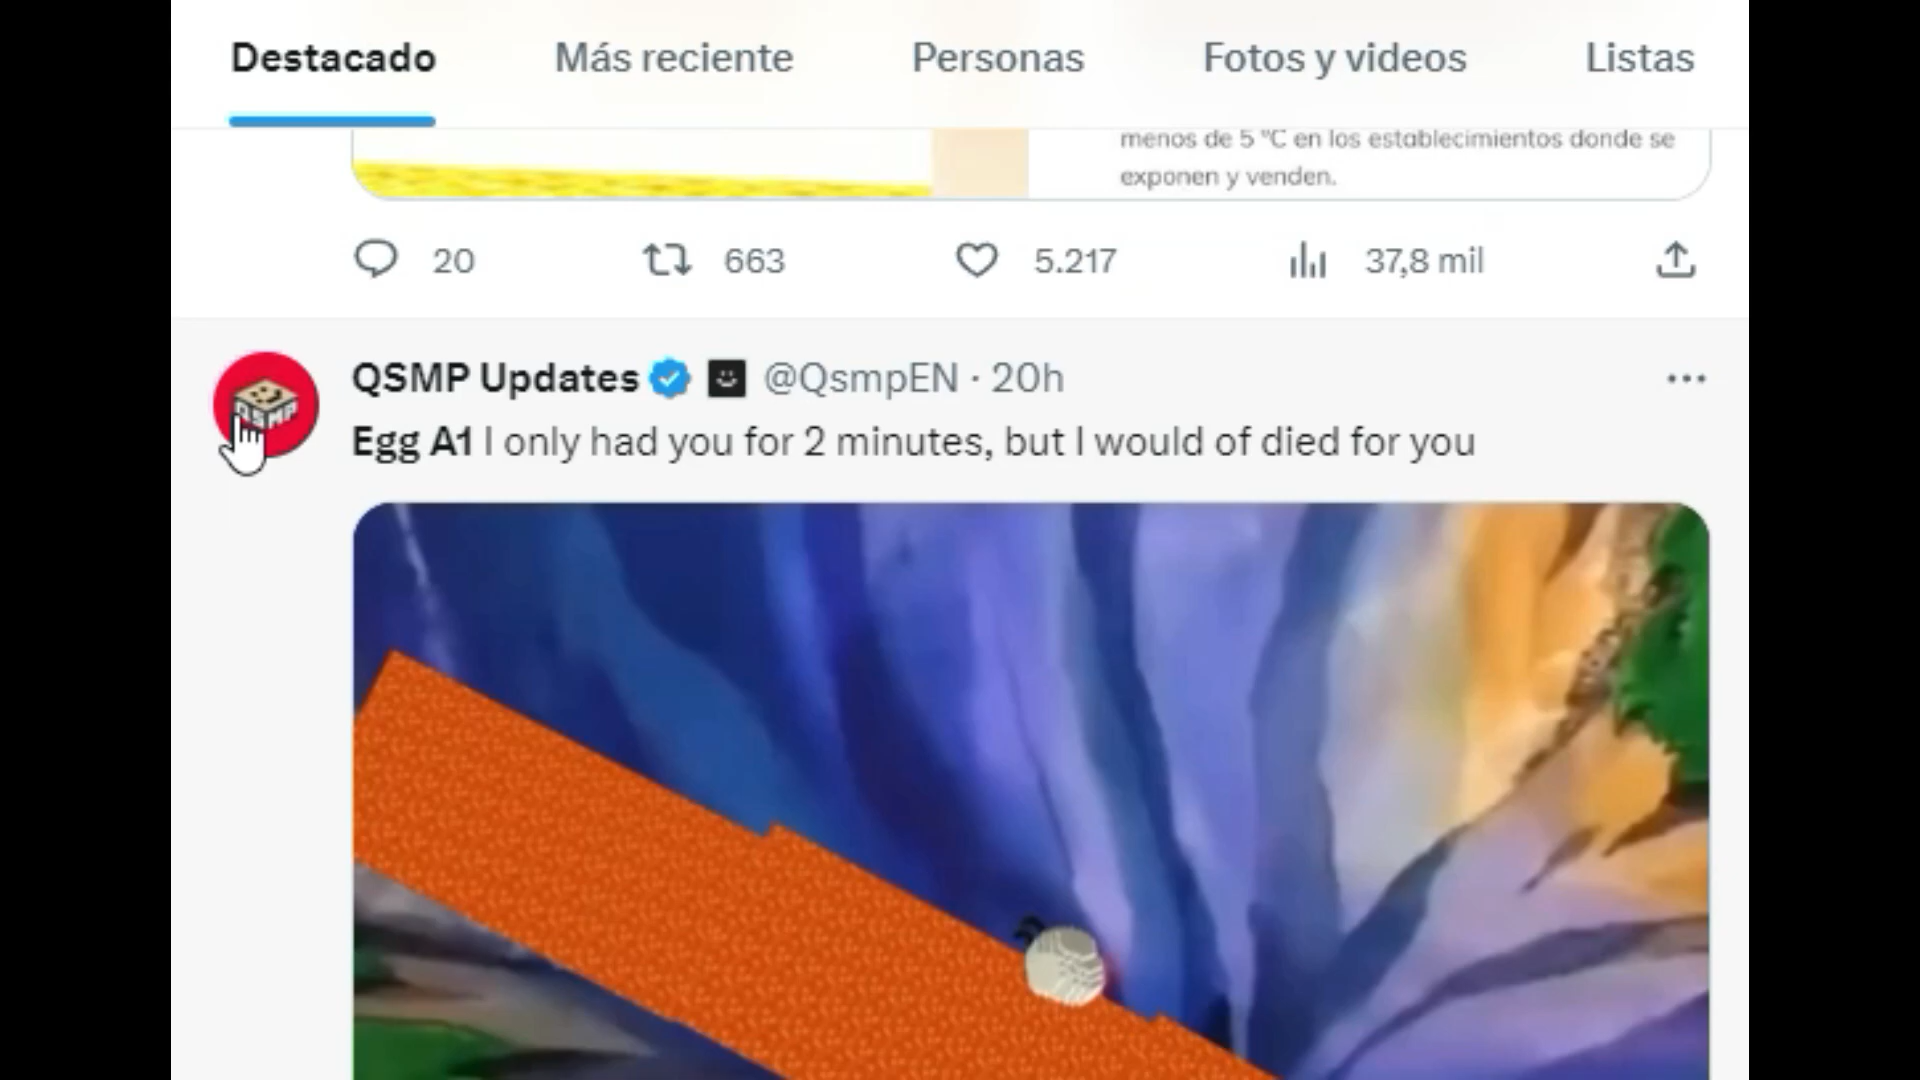 Destacado Más reciente Personas Fotos y videos Listas
menos de 5 °C en los establecimientos donde se
exponen y venden.
20 663 5.217 37,8 mil
QSMP Updates @QsmpEN · 20h
QSMP
Egg A1 I only had you for 2 minutes, but I would of died for you